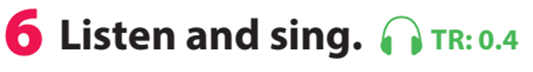 6 Listen and sing. TR: 0.4